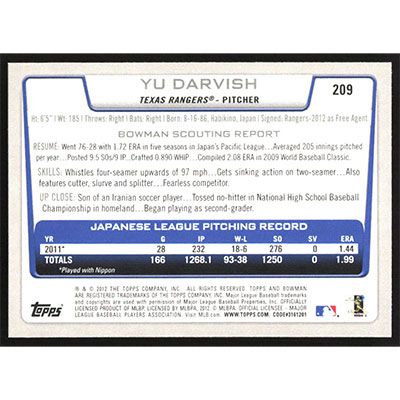 YU DARVISH
TEXAS RANGERS® - PITCHER
209
Ht: 6'5" | Wt: 185 | Throws: Right | Bats: Right | Born: 8-16-86, Habikino, Japan | Signed: Rangers-2012 as Free Agent
BOWMAN SCOUTING REPORT
RESUME: Went 76-28 with 1.72 ERA in five seasons in Japan's Pacific League...Averaged 205 innings
per year...Posted 9.5 SO/9 IP...Crafted 0.890 WHIP...Compiled 2.08 ERA in 2009 World Baseball Classic.
SKILLS: Whistles four-seamer upwards of 97 mph...Gets sinking action on two-seamer...Also
features cutter, slurve and splitter...Fearless competitor.
UP CLOSE: Son of an Iranian soccer player...Tossed no-hitter in National High School Baseball
Championship in homeland...Began playing as second-grader.
JAPANESE LEAGUE PITCHING RECORD
YR G IP W-L SO SV ERA
2011* 28 232 18-6 276 0 1.44
TOTALS 166 1268.1 93-38 1250 0 1.99
*Played with Nippon
® & © 2012 THE TOPPS COMPANY, INC. ALL RIGHTS RESERVED. TOPPS AND BOWMAN
ARE REGISTERED TRADEMARKS OF THE TOPPS COMPANY, INC. Major League Baseball trademarks and
copyrights are used with permission of Major League Baseball Properties, Inc. OFFICIALLY
LICENSED PRODUCT OF MLBPA. OFFICIAL MLBPA OWNED TRADEMARK © MLBPA 2012
MAJOR LEAGUE BASEBALL PLAYERS ASSOCIATION. Visit MLB.com. WWW.TOPPS.COM. CODE#3161201
Topps